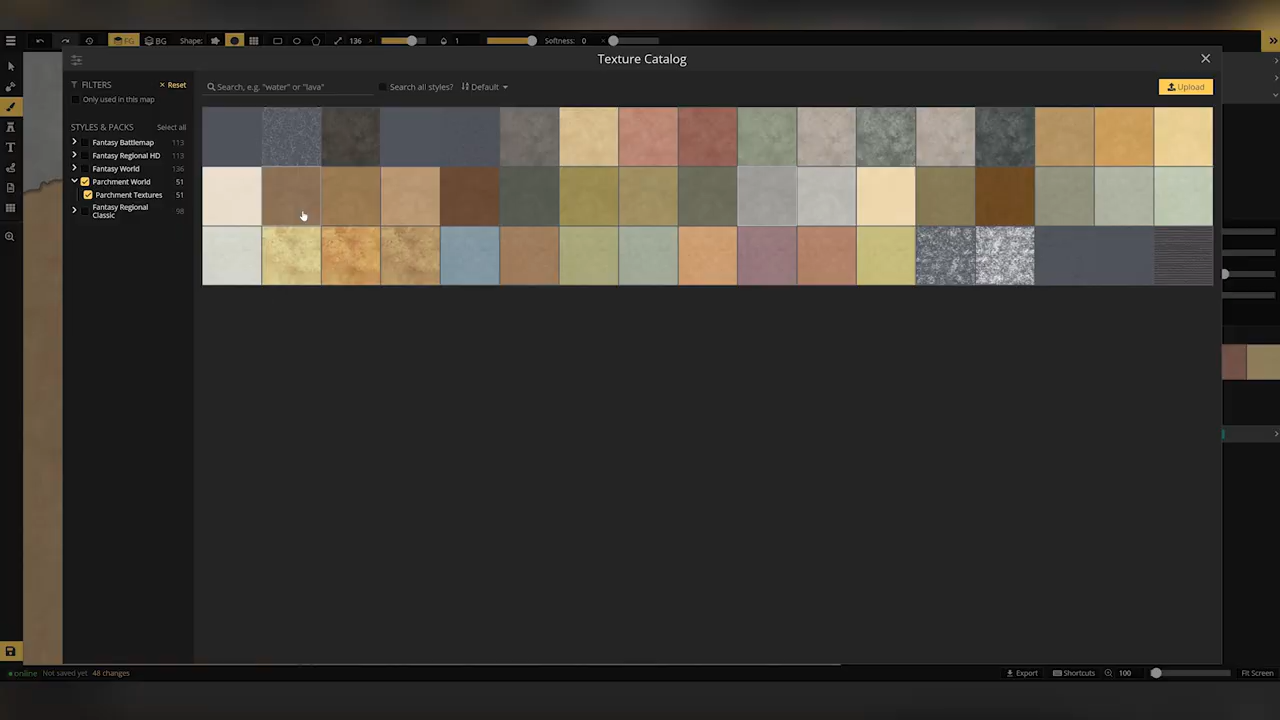 FG
BG
Shape:
136
1
Softness: 0
Texture Catalog
FILTERS
Reset
Only used in this map
STYLES & PACKS
Select all
Fantasy Battlemap 113
Fantasy Regional HD 113
Fantasy World 136
Parchment World 51
Parchment Textures 51
Fantasy Regional
Classic 98
Search, e.g. "water" or "lava"
Search all styles?
Default
Upload
online
Not saved yet
48 changes
Export
Shortcuts
100
Fit Screen